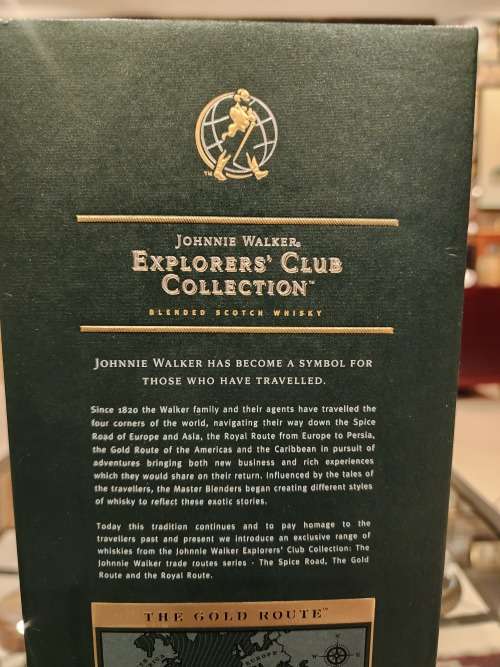 TM
JOHNNIE WALKER®
EXPLORERS' CLUB
COLLECTION™
BLENDED SCOTCH WHISKY
JOHNNIE WALKER HAS BECOME A SYMBOL FOR
THOSE WHO HAVE TRAVELLED.
Since 1820 the Walker family and their agents have travelled the
four corners of the world, navigating their way down the Spice
Road of Europe and Asia, the Royal Route from Europe to Persia,
the Gold Route of the Americas and the Caribbean in pursuit of
adventures bringing both new business and rich experiences
which they would share on their return. Influenced by the tales of
the travellers, the Master Blenders began creating different styles
of whisky to reflect these exotic stories.
Today this tradition continues and to pay homage to the
travellers past and present we introduce an exclusive range of
whiskies from the Johnnie Walker Explorers' Club Collection: The
Johnnie Walker trade routes series - The Spice Road, The Gold
Route and the Royal Route.
THE GOLD ROUTE™
EUROPE